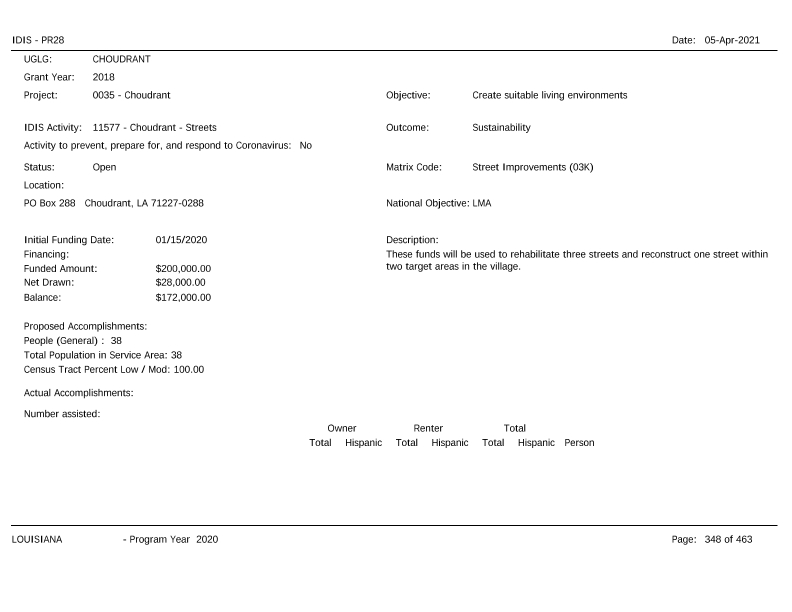 IDIS - PR28 Date: 05-Apr-2021
UGLG: CHOUDRANT
Grant Year: 2018
Project: 0035 - Choudrant Objective: Create suitable living environments
IDIS Activity: 11577 - Choudrant - Streets Outcome: Sustainability
Activity to prevent, prepare for, and respond to Coronavirus: No
Status: Open Matrix Code: Street Improvements (03K)
Location:
PO Box 288 Choudrant, LA 71227-0288 National Objective: LMA
Initial Funding Date: 01/15/2020 Description:
Financing: These funds will be used to rehabilitate three streets and reconstruct one street within
Funded Amount: $200,000.00 two target areas in the village.
Net Drawn: $28,000.00
Balance: $172,000.00
Proposed Accomplishments:
People (General) : 38
Total Population in Service Area: 38
Census Tract Percent Low / Mod: 100.00
Actual Accomplishments:
Number assisted:
Owner Renter Total
Total Hispanic Total Hispanic Total Hispanic Person
LOUISIANA - Program Year 2020 Page: 348 of 463